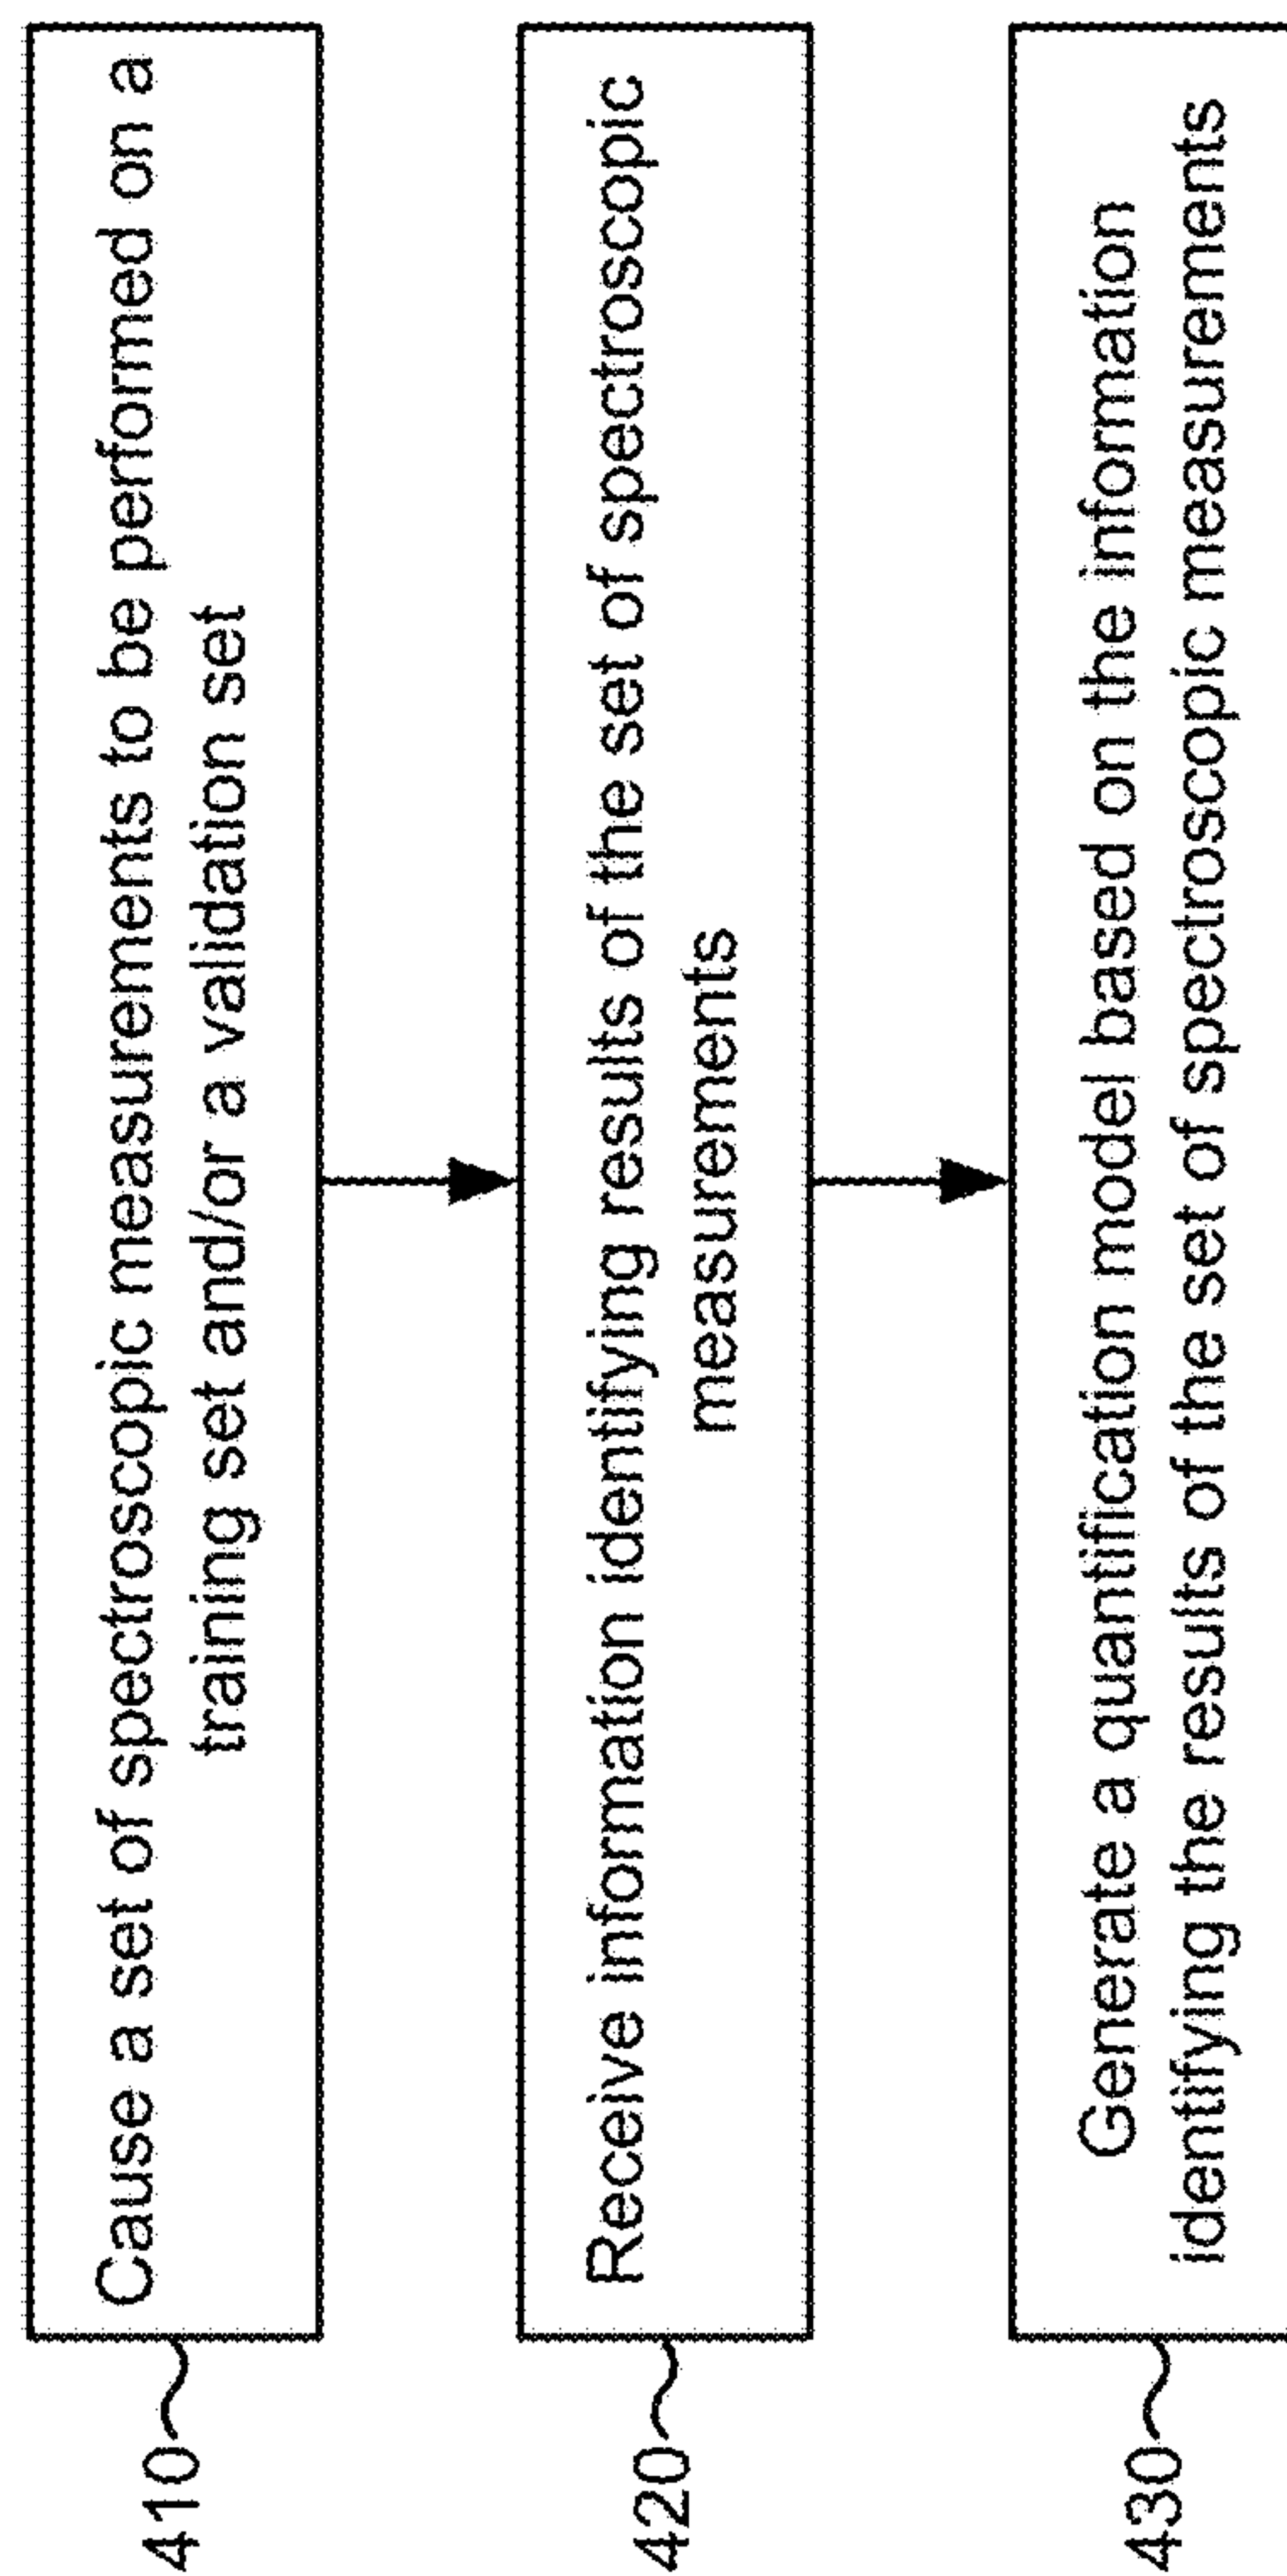 410
Cause a set of spectroscopic measurements to be performed on a
training set and/or a validation set
420
Receive information identifying results of the set of spectroscopic
measurements
430
Generate a quantification model based on the information
identifying the results of the set of spectroscopic measurements